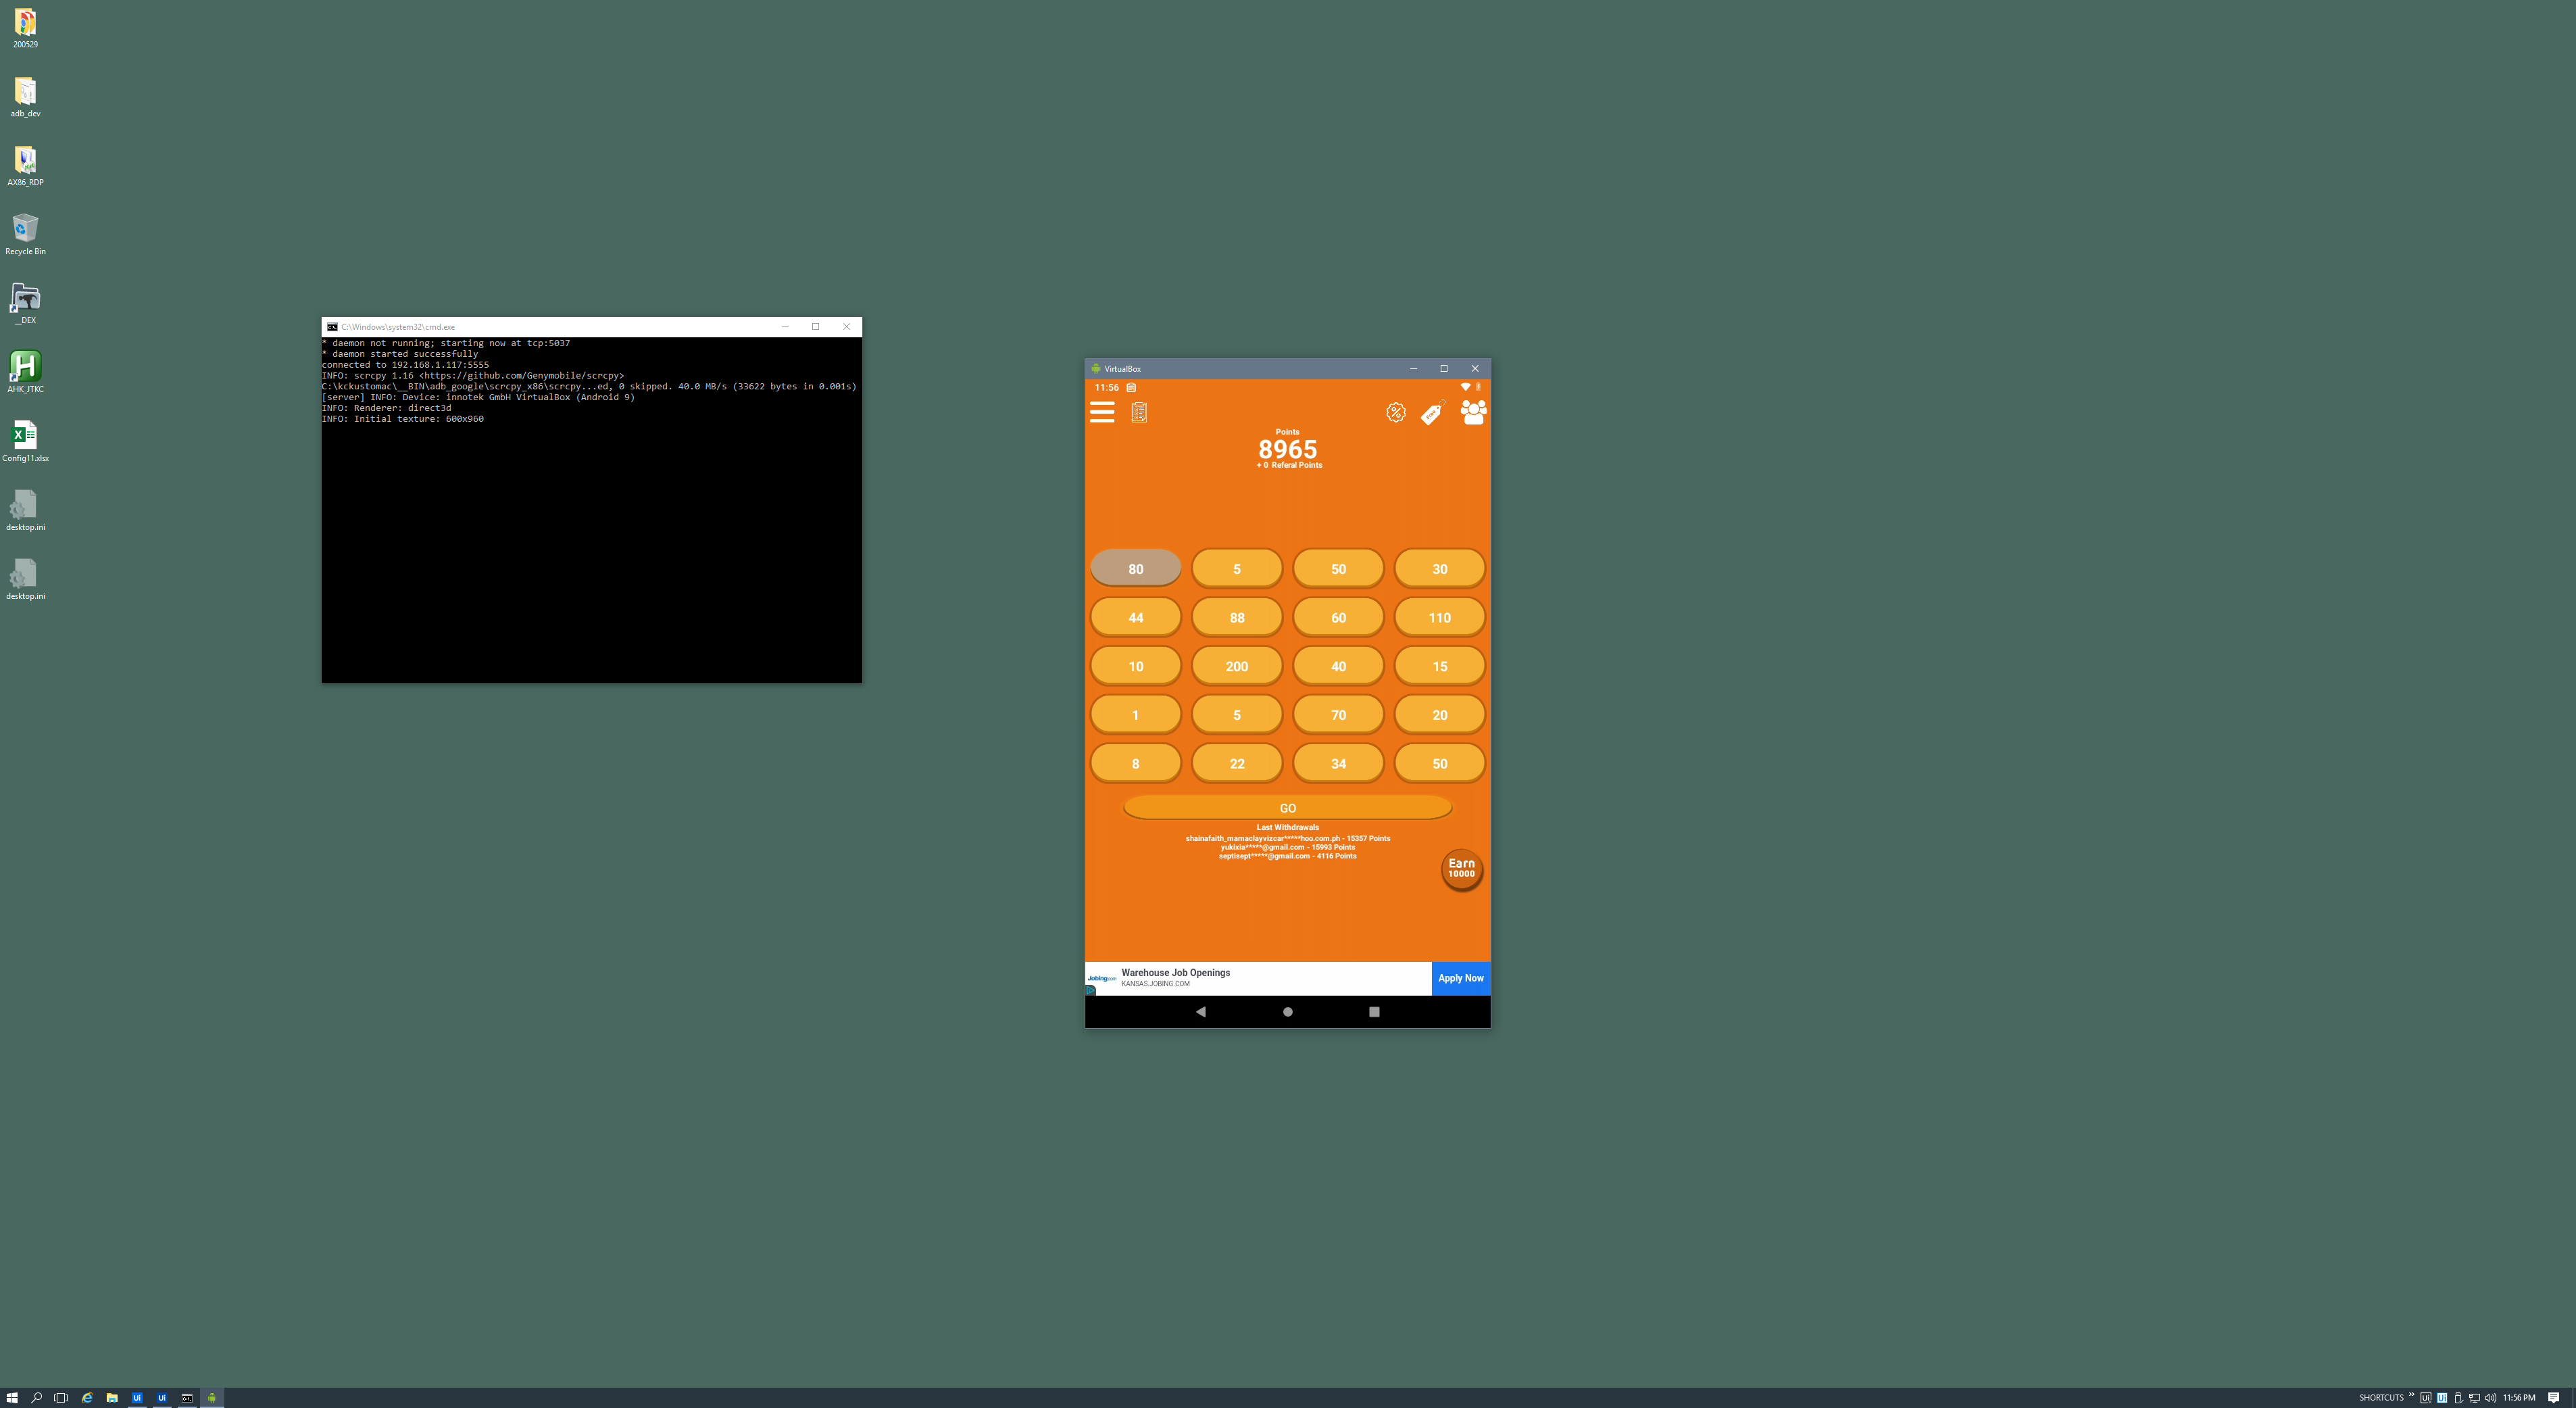 200529
adb_dev
AX86_RDP
Recycle Bin
__DEX
AHK_JTKC
Config11.xlsx
desktop.ini
desktop.ini
C:\Windows\system32\cmd.exe
* daemon not running; starting now at tcp:5037
* daemon started successfully
connected to 192.168.1.117:5555
INFO: scrcpy 1.16 <https://github.com/Genymobile/scrcpy>
C:\kckustomac\__BIN\adb_google\scrcpy_x86\scrcpy...ed, 0 skipped. 40.0 MB/s (33622 bytes in 0.001s)
[server] INFO: Device: innotek GmbH VirtualBox (Android 9)
INFO: Renderer: direct3d
INFO: Initial texture: 600x960
VirtualBox
11:56
Points
8965
+ 0 Referal Points
80 5 50 30
44 88 60 110
10 200 40 15
1 5 70 20
8 22 34 50
GO
Last Withdrawals
shainafaith_mamaclayvizcar*****hoo.com.ph - 15357 Points
yukixia*****@gmail.com - 15993 Points
septisept*****@gmail.com - 4116 Points
Earn
10000
Jobing.com
Warehouse Job Openings
KANSAS.JOBING.COM
Apply Now
Ui Ui
SHORTCUTS
Ui Ui
11:56 PM